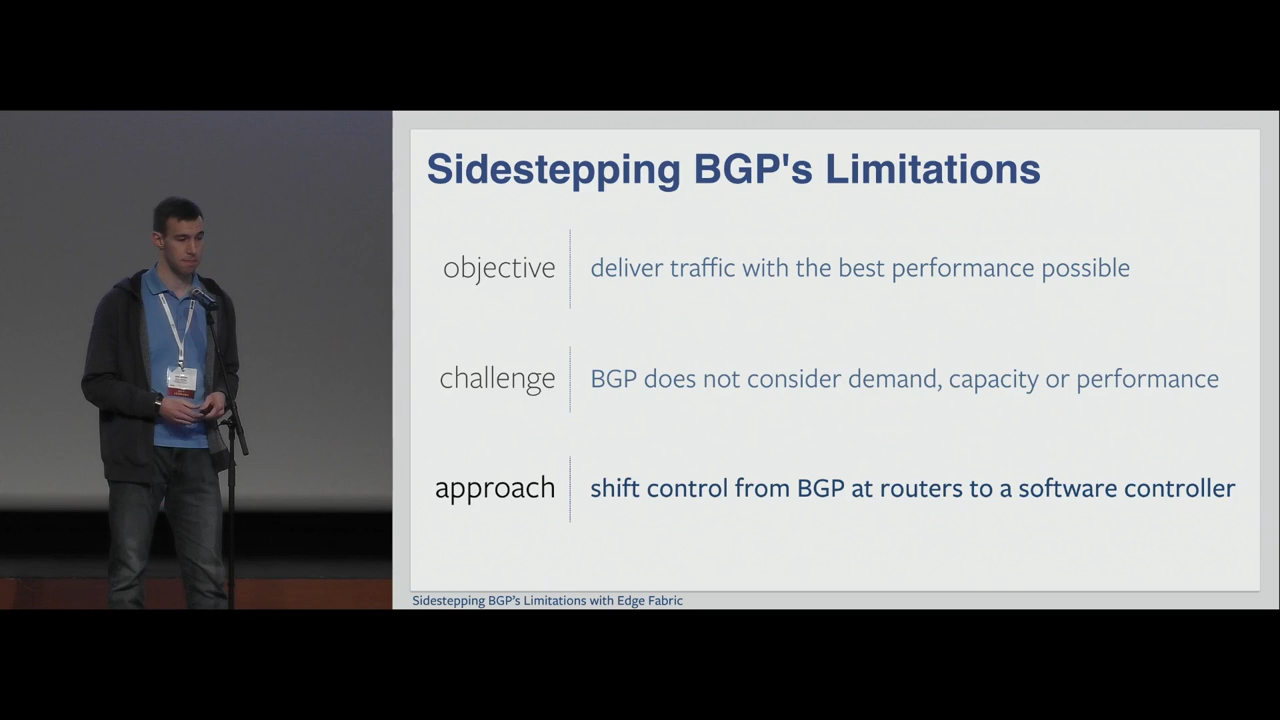 Sidestepping BGP's Limitations
objective
deliver traffic with the best performance possible
challenge
BGP does not consider demand, capacity or performance
approach
shift control from BGP at routers to a software controller
Sidestepping BGP's Limitations with Edge Fabric